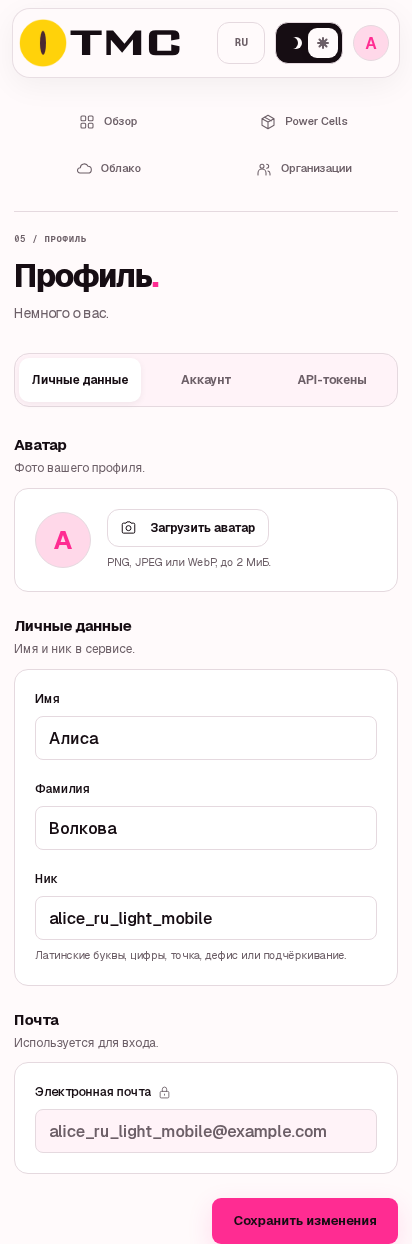 TMC
RU
A
Обзор
Power Cells
Облако
Организации
05 / ПРОФИЛЬ
Профиль.
Немного о вас.
Личные данные
Аккаунт
API-токены
Аватар
Фото вашего профиля.
A
Загрузить аватар
PNG, JPEG или WebP, до 2 МиБ.
Личные данные
Имя и ник в сервисе.
Имя
Алиса
Фамилия
Волкова
Ник
alice_ru_light_mobile
Латинские буквы, цифры, точка, дефис или подчёркивание.
Почта
Используется для входа.
Электронная почта
alice_ru_light_mobile@example.com
Сохранить изменения